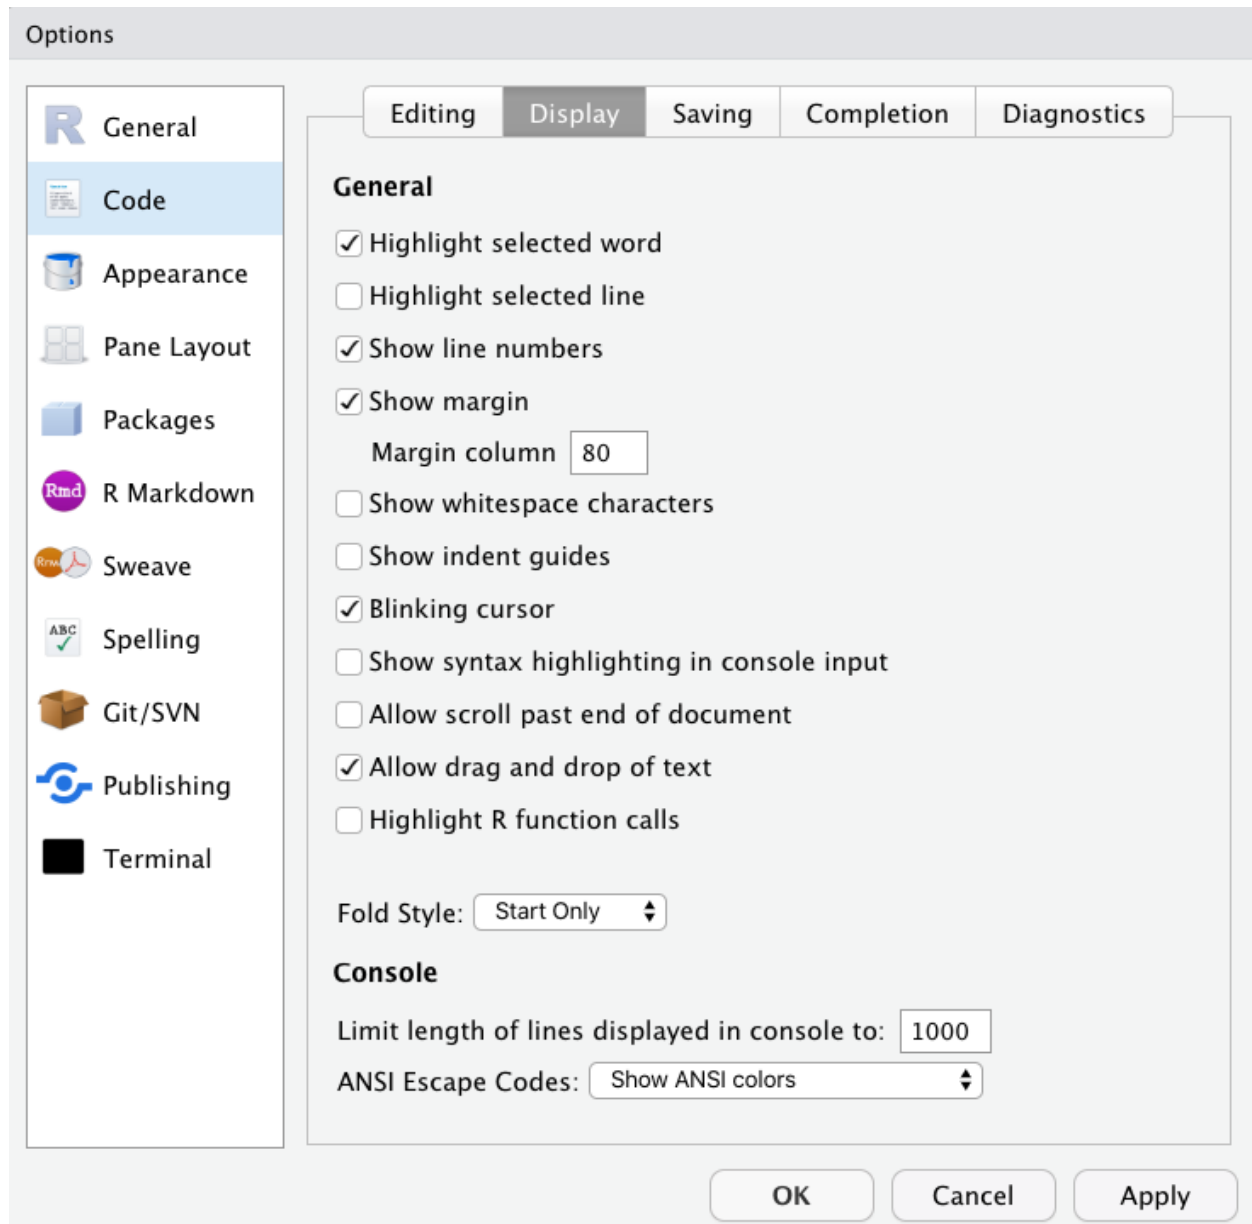 Options
General
Code
Appearance
Pane Layout
Packages
Rmd R Markdown
Sweave
ABC Spelling
Git/SVN
Publishing
Terminal
Editing Display Saving Completion Diagnostics
General
Highlight selected word
Highlight selected line
Show line numbers
Show margin
Margin column 80
Show whitespace characters
Show indent guides
Blinking cursor
Show syntax highlighting in console input
Allow scroll past end of document
Allow drag and drop of text
Highlight R function calls
Fold Style: Start Only
Console
Limit length of lines displayed in console to: 1000
ANSI Escape Codes: Show ANSI colors
OK Cancel Apply